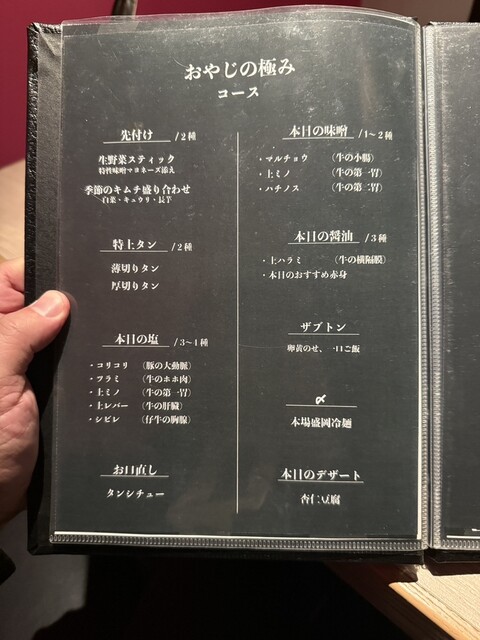 おやじの極み
コース
先付け /2種
生野菜スティック
特性味噌マヨネーズ添え
季節のキムチ盛り合わせ
白菜・キュウリ・長芋
特上タン /2種
薄切りタン
厚切りタン
本日の塩 /3~4種
・コリコリ (豚の大動脈)
・ツラミ (牛のホホ肉)
・上ミノ (牛の第一胃)
・上レバー (牛の肝臓)
・シビレ (仔牛の胸腺)
お口直し
タンシチュー
本日の味噌 /1~2種
・マルチョウ (牛の小腸)
・上ミノ (牛の第一胃)
・ハチノス (牛の第二胃)
本日の醤油 /3種
・上ハラミ (牛の横隔膜)
・本日のおすすめ赤身
ザブトン
卵黄のせ、一口ご飯
〆
本場盛岡冷麺
本日のデザート
杏仁豆腐